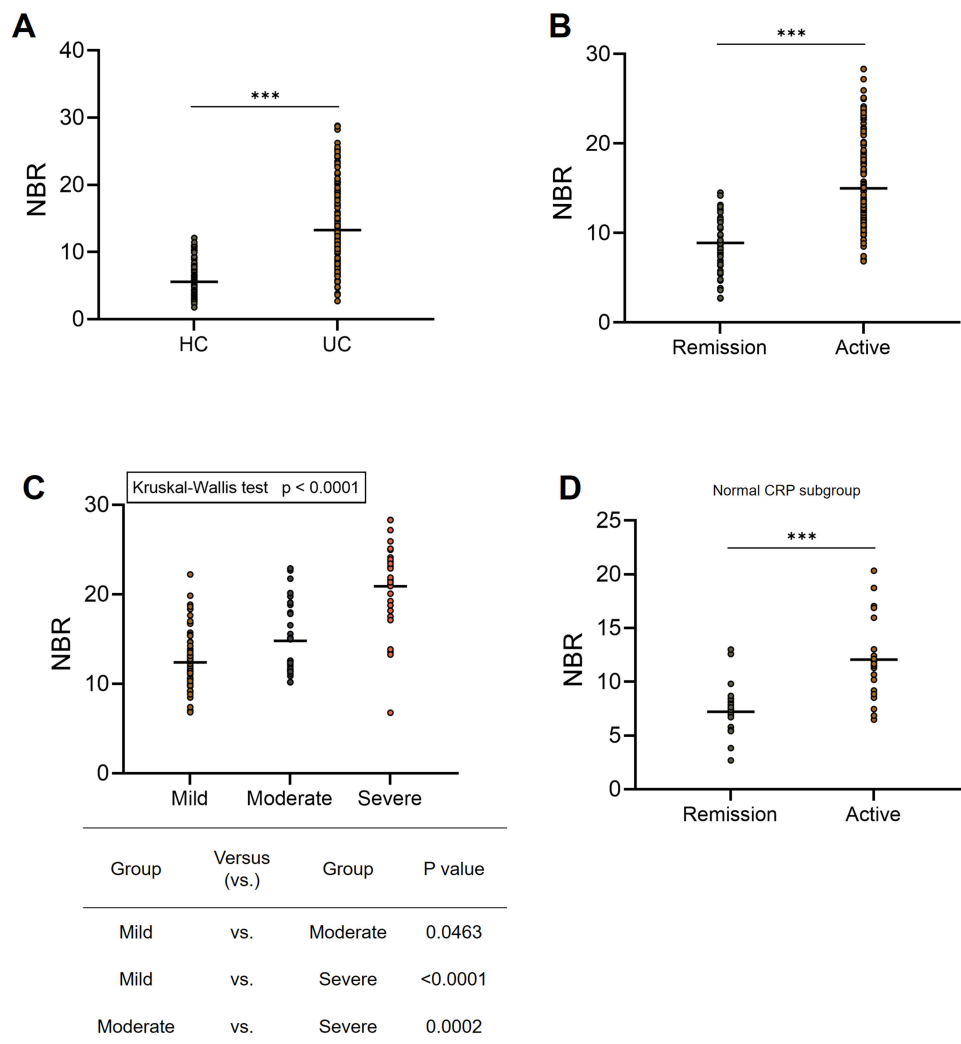 A
NBR
40
30
20
10
0
***
HC
UC
B
NBR
30
20
10
0
***
Remission
Active
C
Kruskal-Wallis test p < 0.0001
NBR
30
20
10
0
Mild
Moderate
Severe
Group Versus (vs.) Group P value
Mild vs. Moderate 0.0463
Mild vs. Severe <0.0001
Moderate vs. Severe 0.0002
D
Normal CRP subgroup
NBR
25
20
15
10
5
0
***
Remission
Active